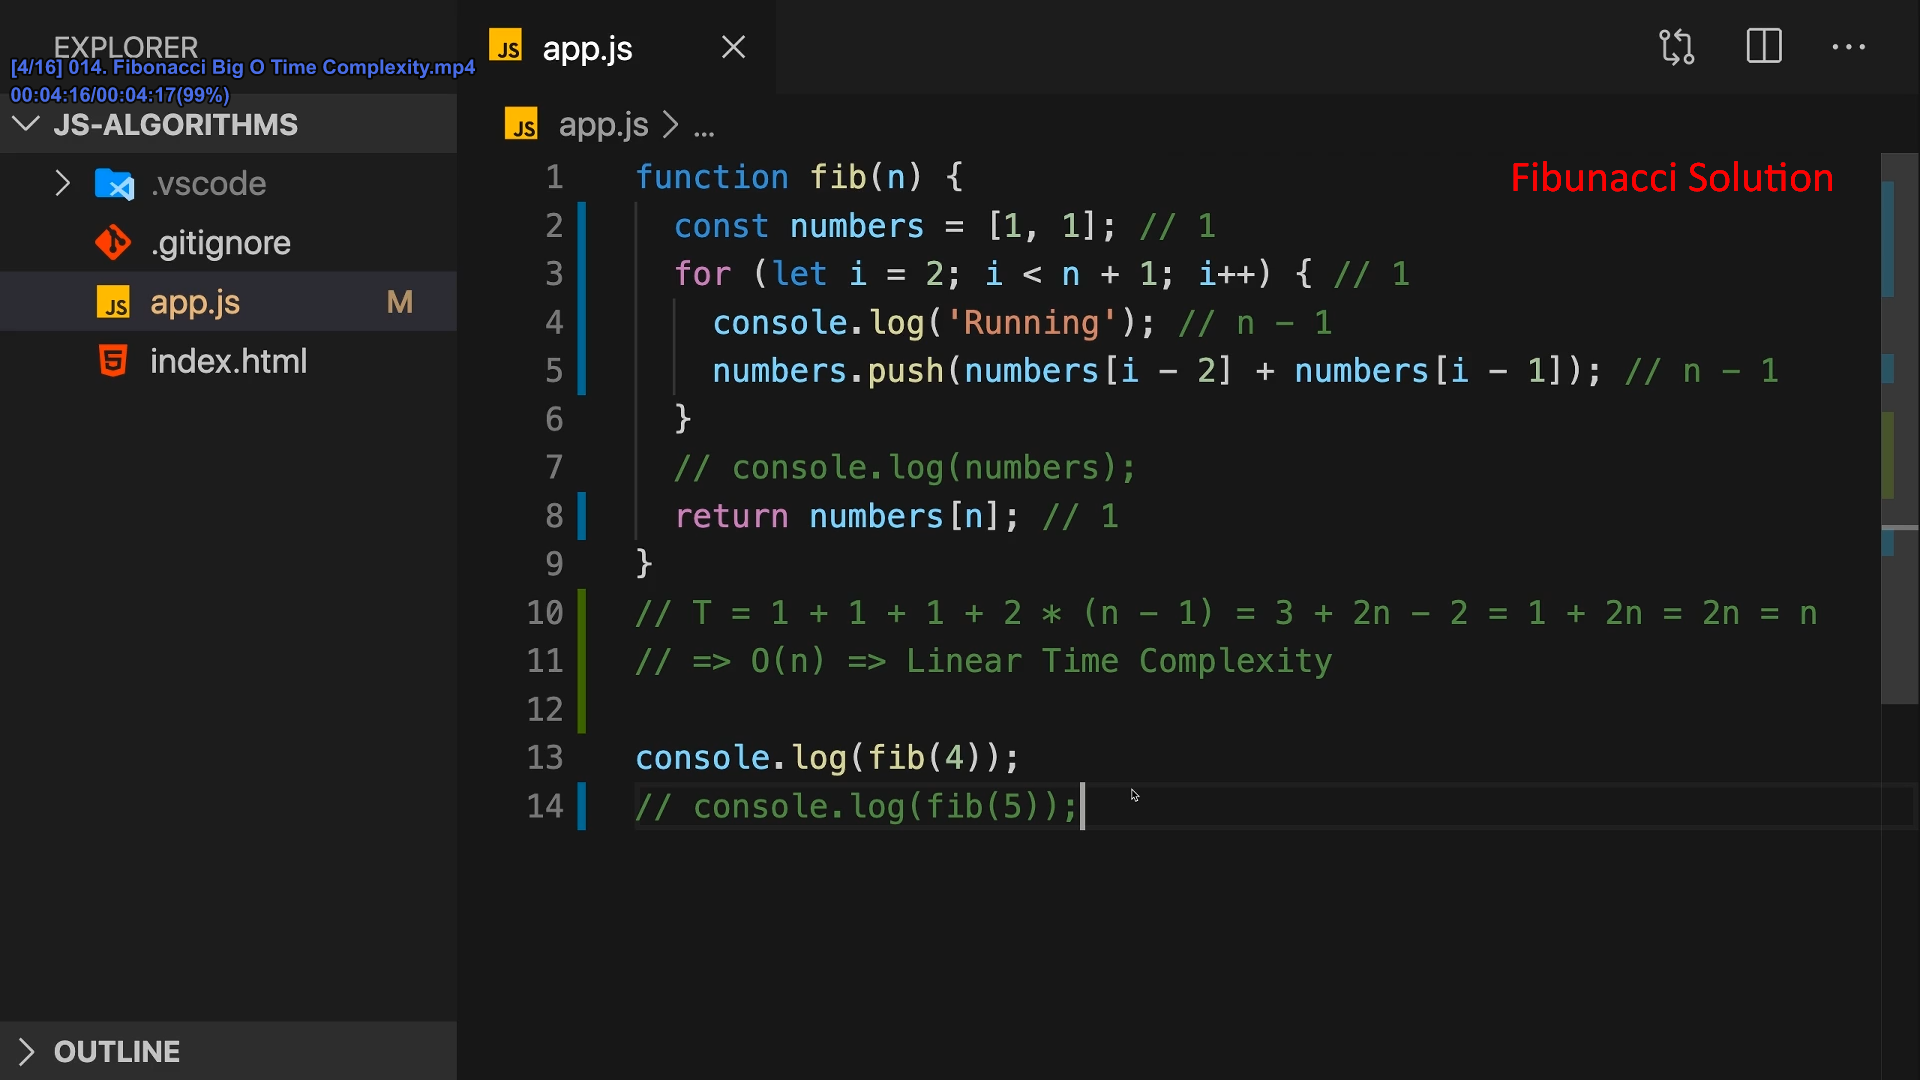 EXPLORER
[4/16] 014. Fibonacci Big O Time Complexity.mp4
00:04:16/00:04:17(99%)
JS-ALGORITHMS
.vscode
.gitignore
JS app.js M
index.html
OUTLINE
JS app.js
JS app.js > ...
Fibunacci Solution
1 function fib(n) {
2 const numbers = [1, 1]; // 1
3 for (let i = 2; i < n + 1; i++) { // 1
4 console.log('Running'); // n - 1
5 numbers.push(numbers[i - 2] + numbers[i - 1]); // n - 1
6 }
7 // console.log(numbers);
8 return numbers[n]; // 1
9 }
10 // T = 1 + 1 + 1 + 2 * (n - 1) = 3 + 2n - 2 = 1 + 2n = 2n = n
11 // => O(n) => Linear Time Complexity
12
13 console.log(fib(4));
14 // console.log(fib(5));